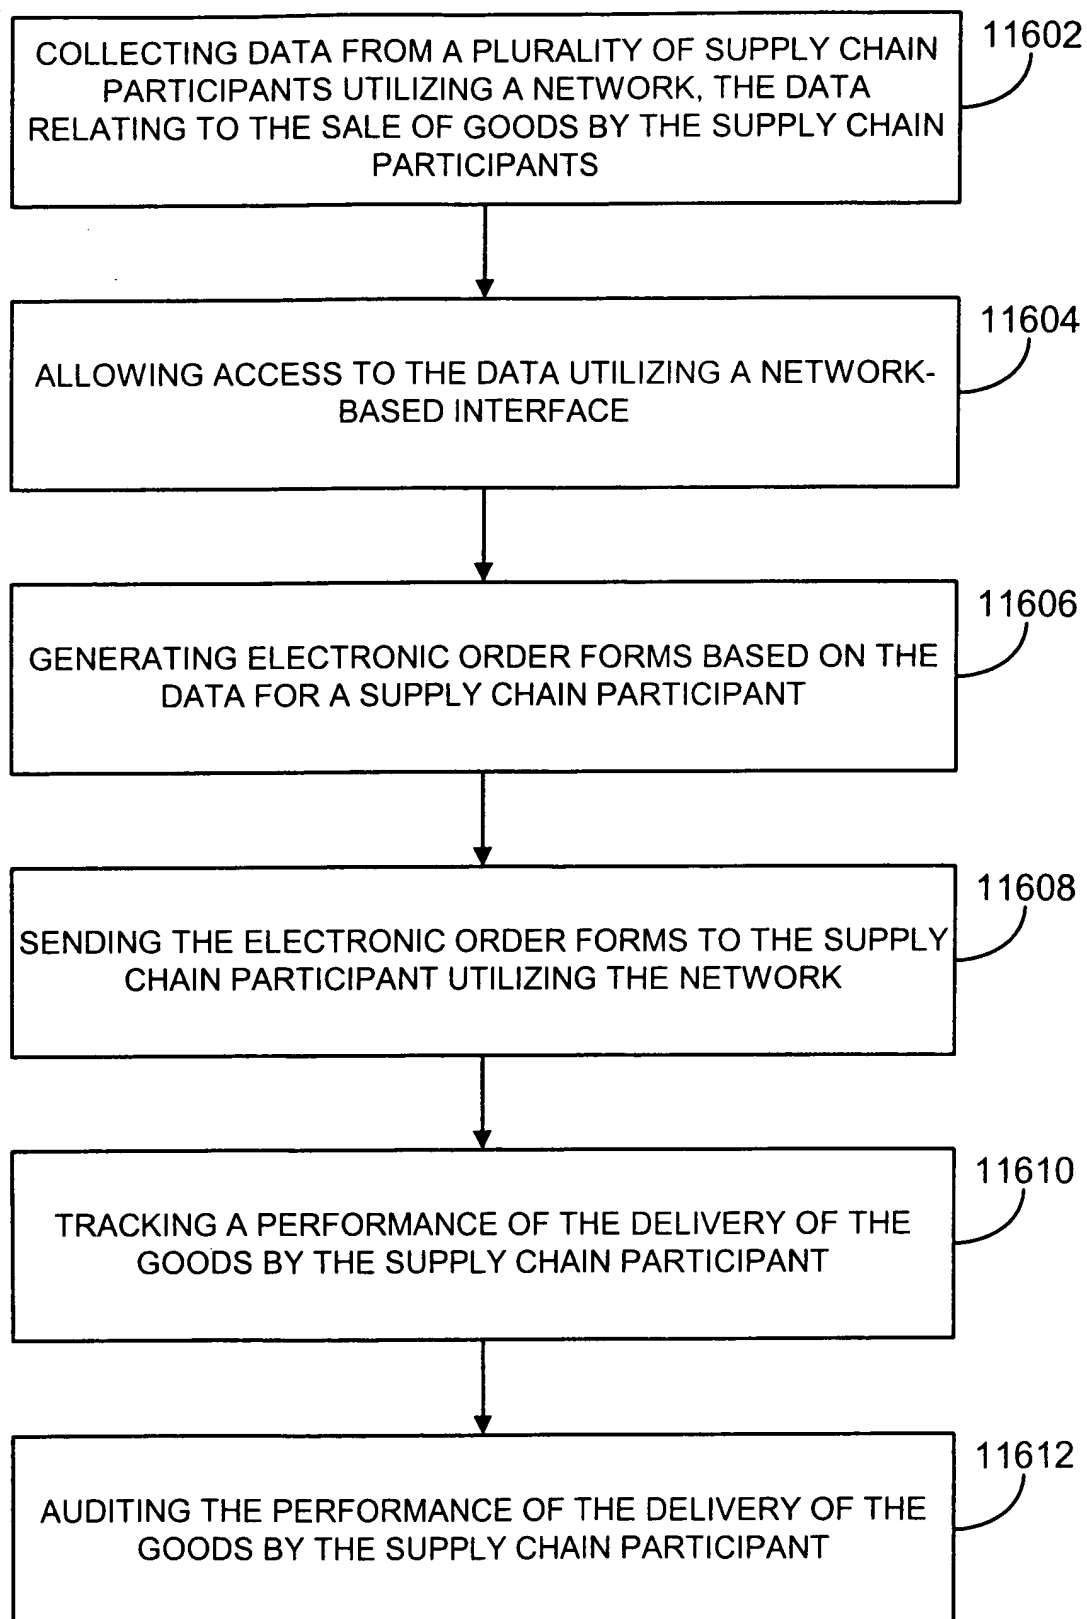 COLLECTING DATA FROM A PLURALITY OF SUPPLY CHAIN
PARTICIPANTS UTILIZING A NETWORK, THE DATA
RELATING TO THE SALE OF GOODS BY THE SUPPLY CHAIN
PARTICIPANTS
11602
ALLOWING ACCESS TO THE DATA UTILIZING A NETWORK-
BASED INTERFACE
11604
GENERATING ELECTRONIC ORDER FORMS BASED ON THE
DATA FOR A SUPPLY CHAIN PARTICIPANT
11606
SENDING THE ELECTRONIC ORDER FORMS TO THE SUPPLY
CHAIN PARTICIPANT UTILIZING THE NETWORK
11608
TRACKING A PERFORMANCE OF THE DELIVERY OF THE
GOODS BY THE SUPPLY CHAIN PARTICIPANT
11610
AUDITING THE PERFORMANCE OF THE DELIVERY OF THE
GOODS BY THE SUPPLY CHAIN PARTICIPANT
11612